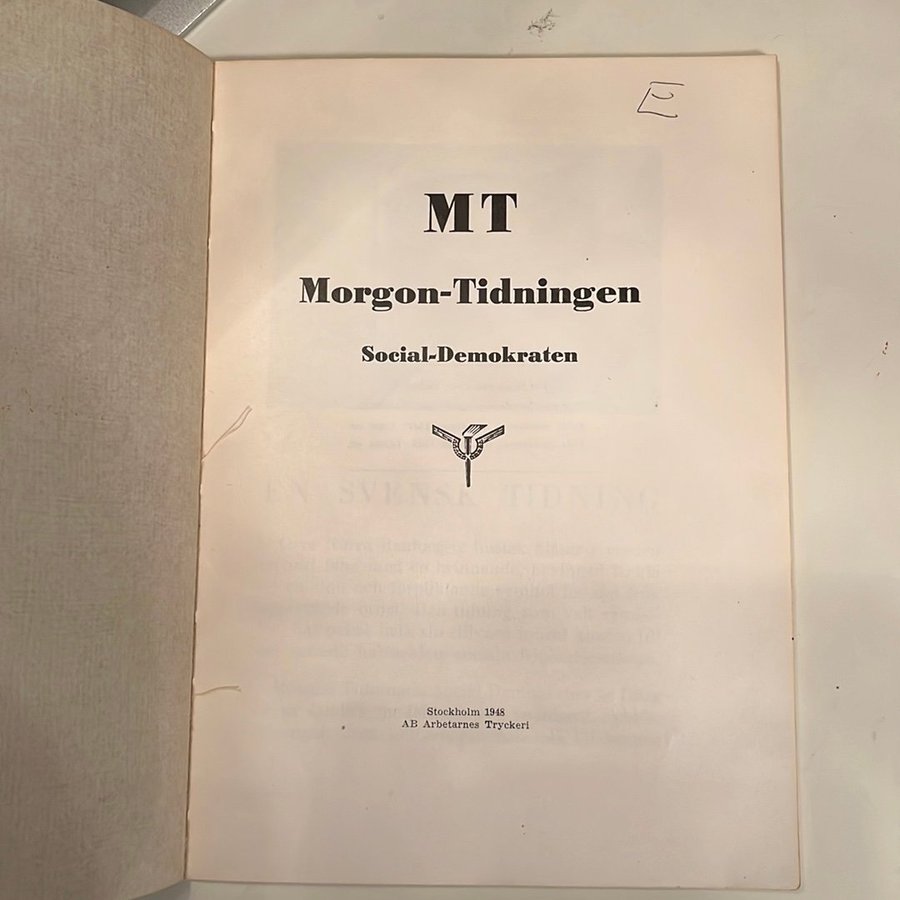 E
MT
Morgon-Tidningen
Social-Demokraten
EN SVENSK TIDNING
Stockholm 1948
AB Arbetarnes Tryckeri